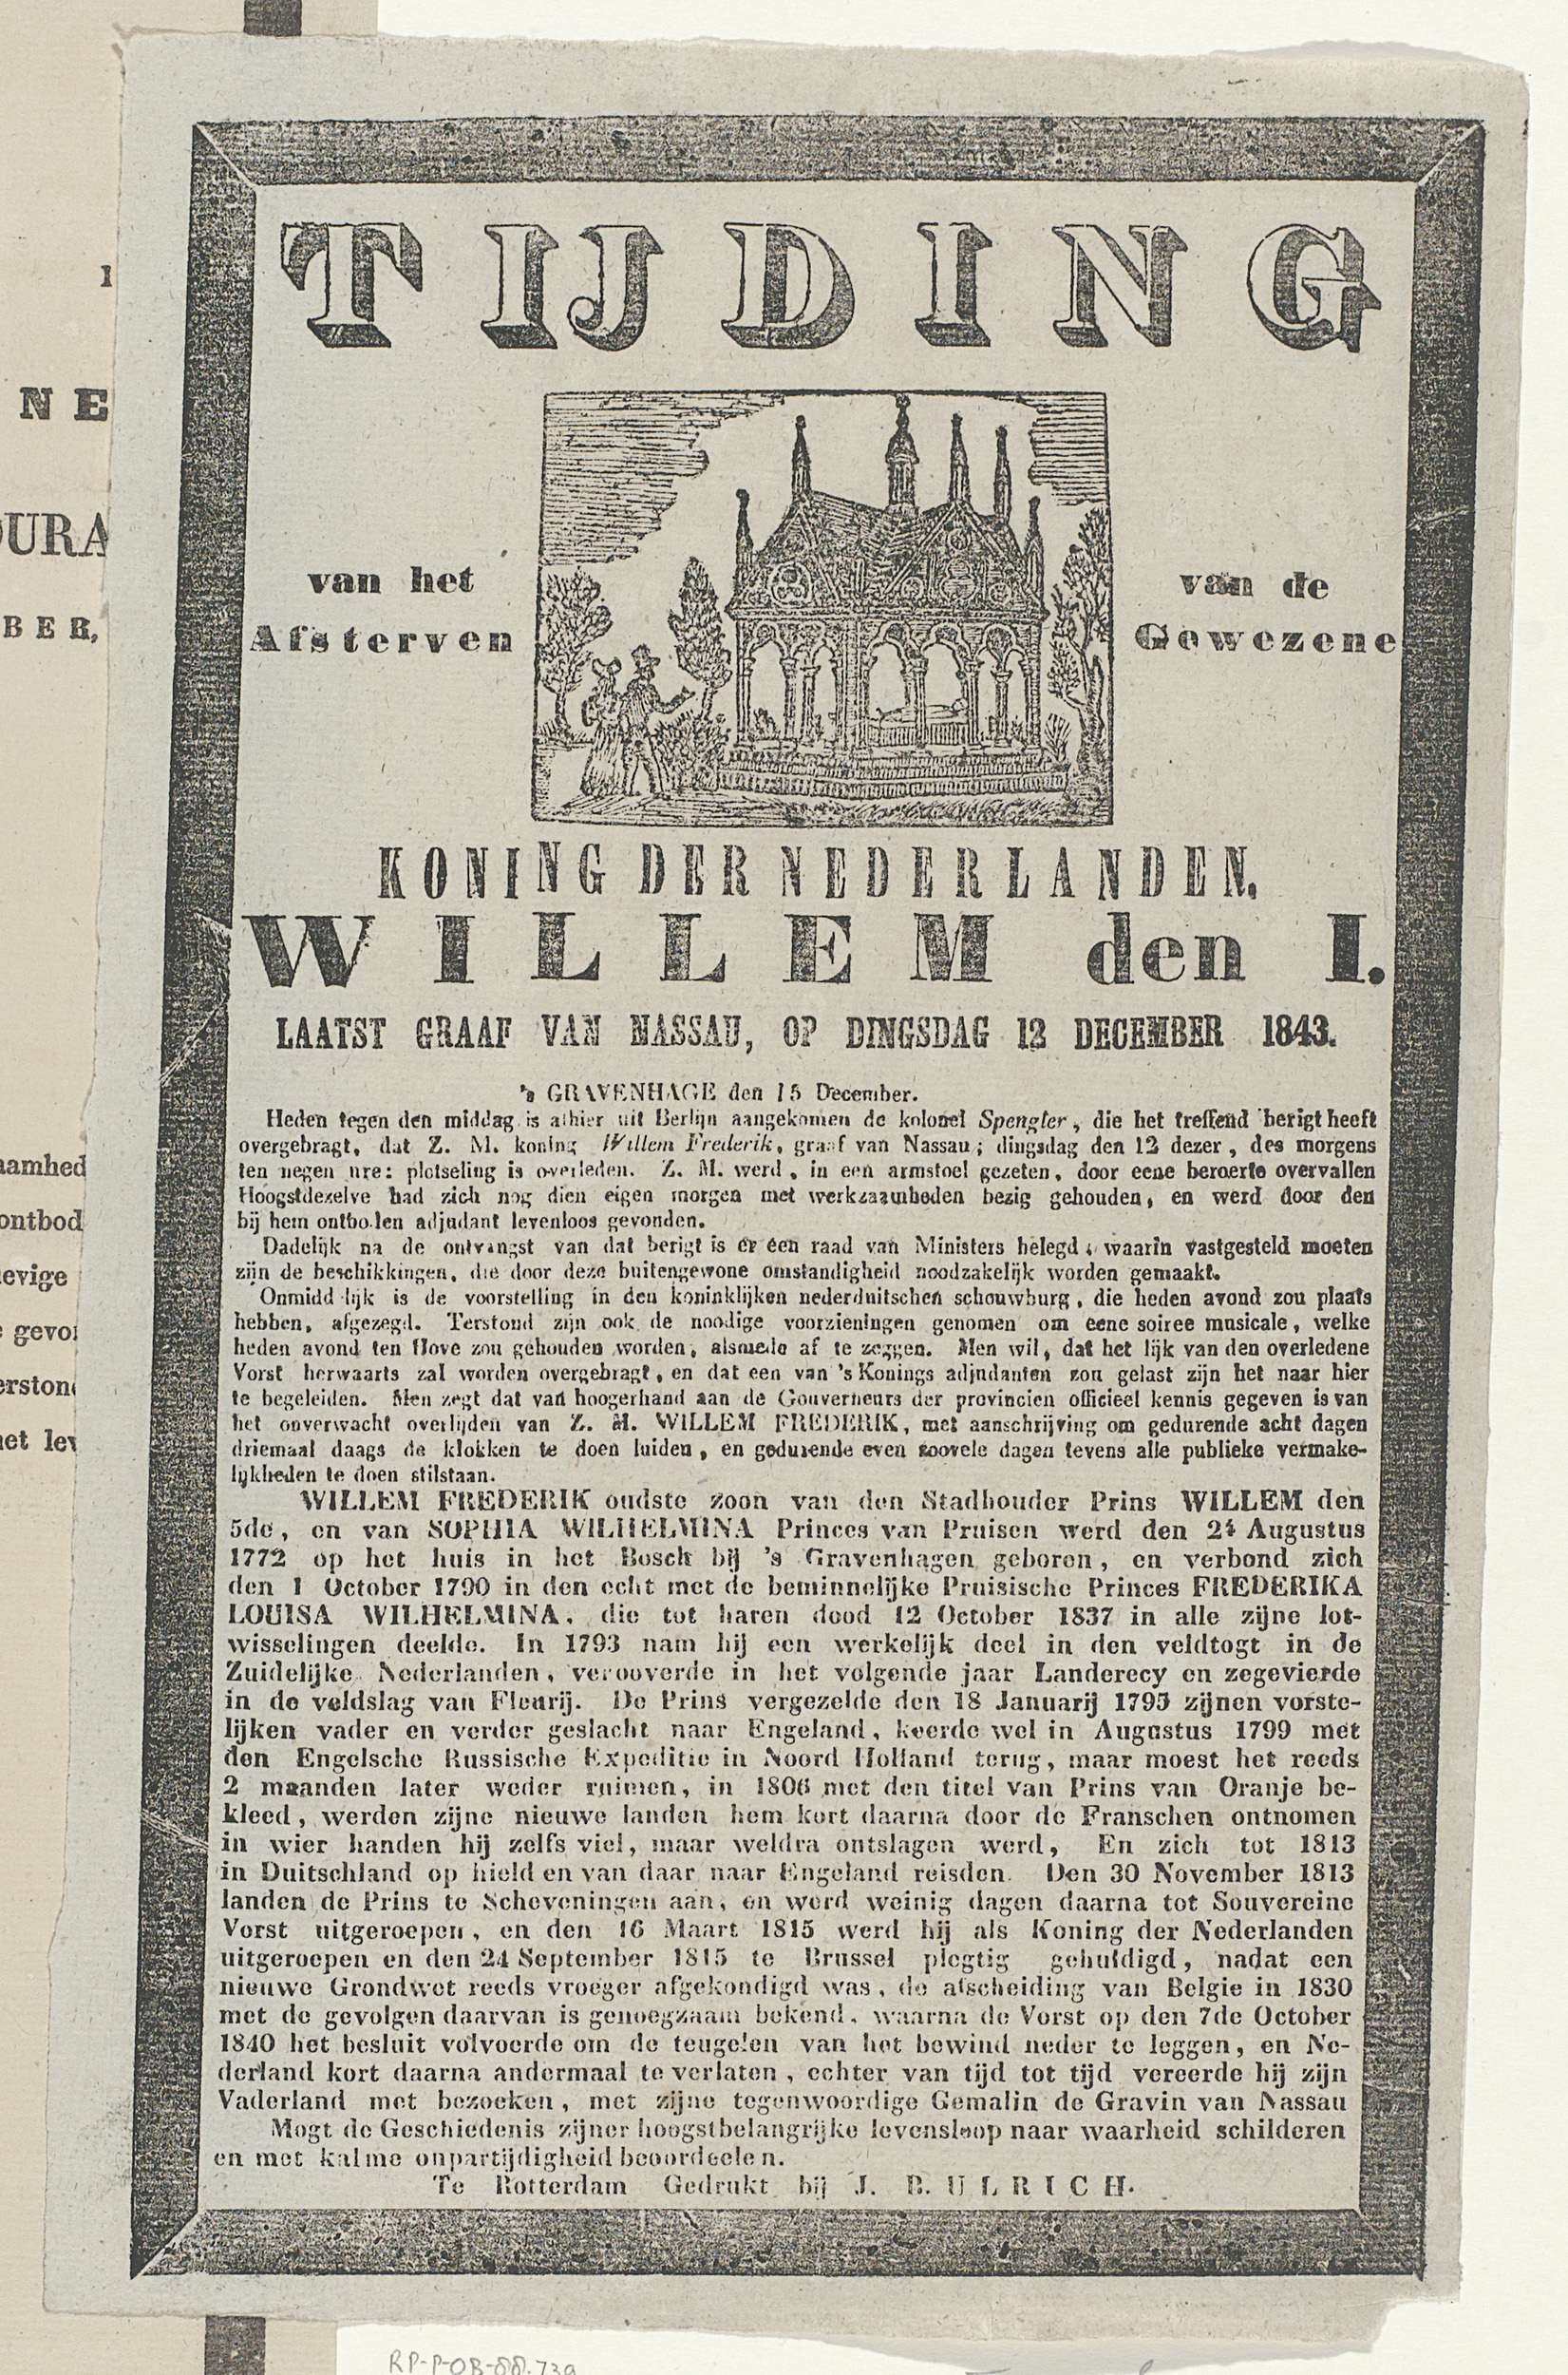 TIJDING
van het
Afsterven
van de
Gewezene
KONING DER NEDERLANDEN.
WILLEM den I.
LAATST GRAAF VAN NASSAU, OP DINGSDAG 12 DECEMBER 1843.
's GRAVENHAGE den 15 December.
Heden tegen den middag is alhier uit Berlijn aangekomen de kolonel Spengler, die het treffend berigt heeft
overgebragt, dat Z. M. koning Willem Frederik, graaf van Nassau; dingsdag den 12 dezer, des morgens
ten negen ure: plotseling is overleden. Z. M. werd, in een armstoel gezeten, door eene beroerte overvallen
Hoogstdezelve had zich nog dien eigen morgen met werkzaamheden bezig gehouden, en werd door den
bij hem ontboden adjudant levenloos gevonden.
Dadelijk na de ontvangst van dat berigt is er een raad van Ministers belegd, waarin vastgesteld moeten
zijn de beschikkingen, die door deze buitengewone omstandigheid noodzakelijk worden gemaakt.
Onmiddlijk is de voorstelling in den koninklijken nederduitschen schouwburg, die heden avond zou plaats
hebben, afgezegd. Terstond zijn ook de noodige voorzieningen genomen om eene soiree musicale, welke
heden avond ten Hove zou gehouden worden, alsmede af te zeggen. Men wil, dat het lijk van den overledene
Vorst herwaarts zal worden overgebragt, en dat een van 's Konings adjudanten zou gelast zijn het naar hier
te begeleiden. Men zegt dat van hoogerhand aan de Gouverneurs der provincien officieel kennis gegeven is van
het onverwacht overlijden van Z. M. WILLEM FREDERIK, met aanschrijving om gedurende acht dagen
driemaal daags de klokken te doen luiden, en gedurende even zoovele dagen tevens alle publieke vermake-
lijkheden te doen stilstaan.
WILLEM FREDERIK oudste zoon van den Stadhouder Prins WILLEM den
5de, en van SOPHIA WILHELMINA Princes van Pruisen werd den 24 Augustus
1772 op het huis in het Bosch bij 's Gravenhagen geboren, en verbond zich
den 1 October 1790 in den echt met de beminnelijke Pruisische Princes FREDERIKA
LOUISA WILHELMINA, die tot haren dood 12 October 1837 in alle zijne lot-
wisselingen deelde. In 1793 nam hij een werkelijk deel in den veldtogt in de
Zuidelijke Nederlanden, verooverde in het volgende jaar Landerecy en zegevierde
in de veldslag van Fleurij. De Prins vergezelde den 18 Januarij 1795 zijnen vorste-
lijken vader en verder geslacht naar Engeland, keerde wel in Augustus 1799 met
den Engelsche Russische Expeditie in Noord Holland terug, maar moest het reeds
2 maanden later weder ruimen, in 1806 met den titel van Prins van Oranje be-
kleed, werden zijne nieuwe landen hem kort daarna door de Franschen ontnomen
in wier handen hij zelfs viel, maar weldra ontslagen werd, En zich tot 1813
in Duitschland op hield en van daar naar Engeland reisden. Den 30 November 1813
landen de Prins te Scheveningen aan, en werd weinig dagen daarna tot Souvereine
Vorst uitgeroepen, en den 16 Maart 1815 werd hij als Koning der Nederlanden
uitgeroepen en den 24 September 1815 te Brussel plegtig gehuldigd, nadat een
nieuwe Grondwet reeds vroeger afgekondigd was, de afscheiding van Belgie in 1830
met de gevolgen daarvan is genoegzaam bekend, waarna de Vorst op den 7de October
1840 het besluit volvoerde om de teugelen van het bewind neder te leggen, en Ne-
derland kort daarna andermaal te verlaten, echter van tijd tot tijd vereerde hij zijn
Vaderland met bezoeken, met zijne tegenwoordige Gemalin de Gravin van Nassau
Mogt de Geschiedenis zijner hoogstbelangrijke levensloop naar waarheid schilderen
en met kalme onpartijdigheid beoordeelen.
Te Rotterdam Gedrukt bij J. B. ULRICH.
NE
OURA
BER,
aamhed
ontbod
evige
gevo
erston
et lev
RP-P-OB-88.739